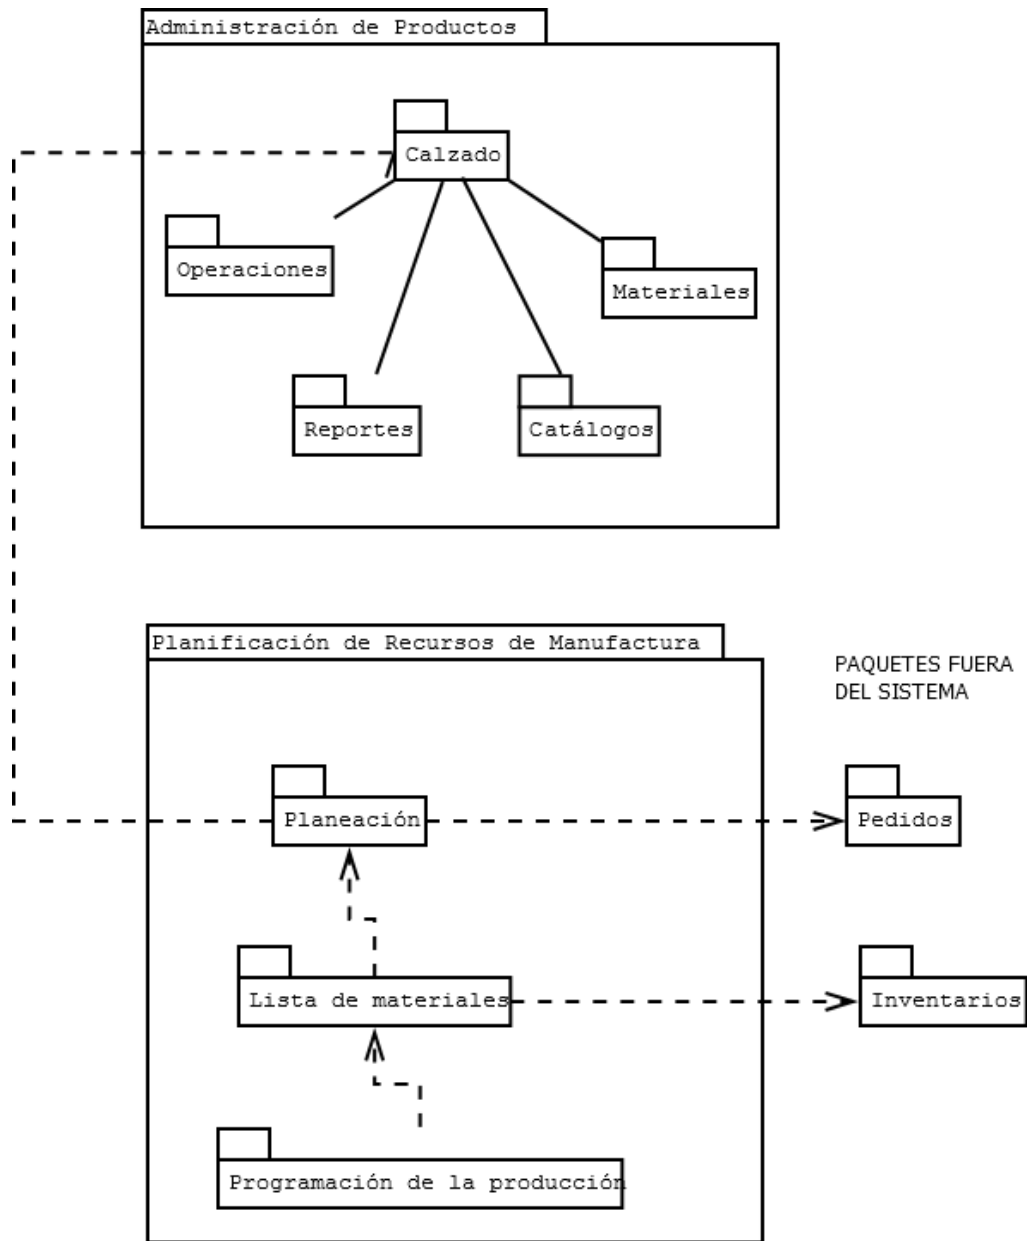 Administración de Productos
Calzado
Operaciones
Materiales
Reportes
Catálogos
Planificación de Recursos de Manufactura
PAQUETES FUERA
DEL SISTEMA
Planeación
Pedidos
Lista de materiales
Inventarios
Programación de la producción